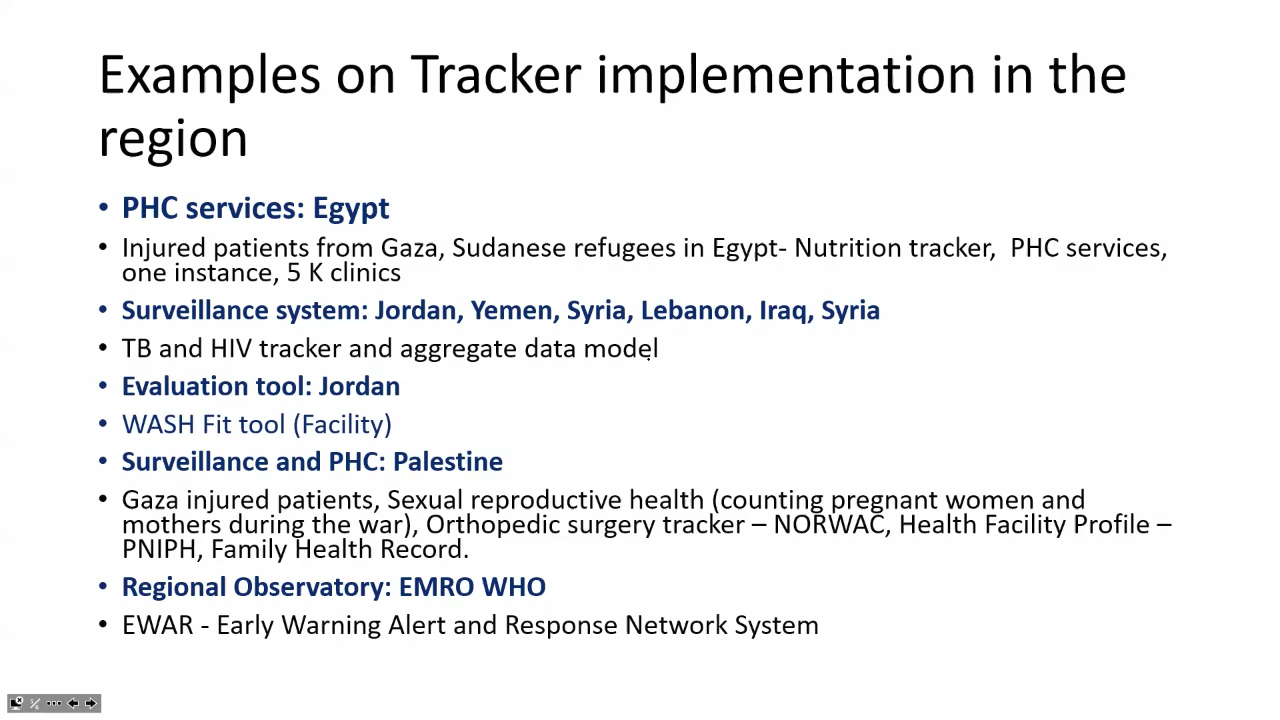 Examples on Tracker implementation in the
region
• PHC services: Egypt
• Injured patients from Gaza, Sudanese refugees in Egypt- Nutrition tracker,  PHC services,
one instance, 5 K clinics
• Surveillance system: Jordan, Yemen, Syria, Lebanon, Iraq, Syria
• TB and HIV tracker and aggregate data model
• Evaluation tool: Jordan
• WASH Fit tool (Facility)
• Surveillance and PHC: Palestine
• Gaza injured patients, Sexual reproductive health (counting pregnant women and
mothers during the war), Orthopedic surgery tracker – NORWAC, Health Facility Profile –
PNIPH, Family Health Record.
• Regional Observatory: EMRO WHO
• EWAR - Early Warning Alert and Response Network System